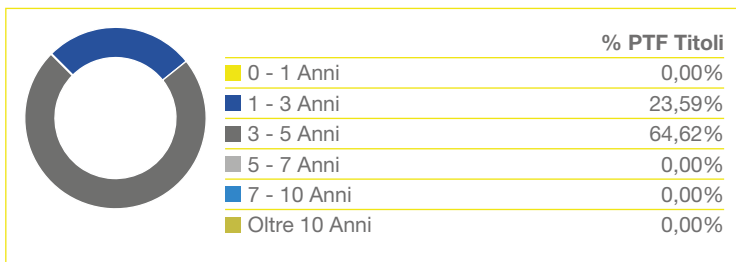 % PTF Titoli
0 - 1 Anni 0,00%
1 - 3 Anni 23,59%
3 - 5 Anni 64,62%
5 - 7 Anni 0,00%
7 - 10 Anni 0,00%
Oltre 10 Anni 0,00%